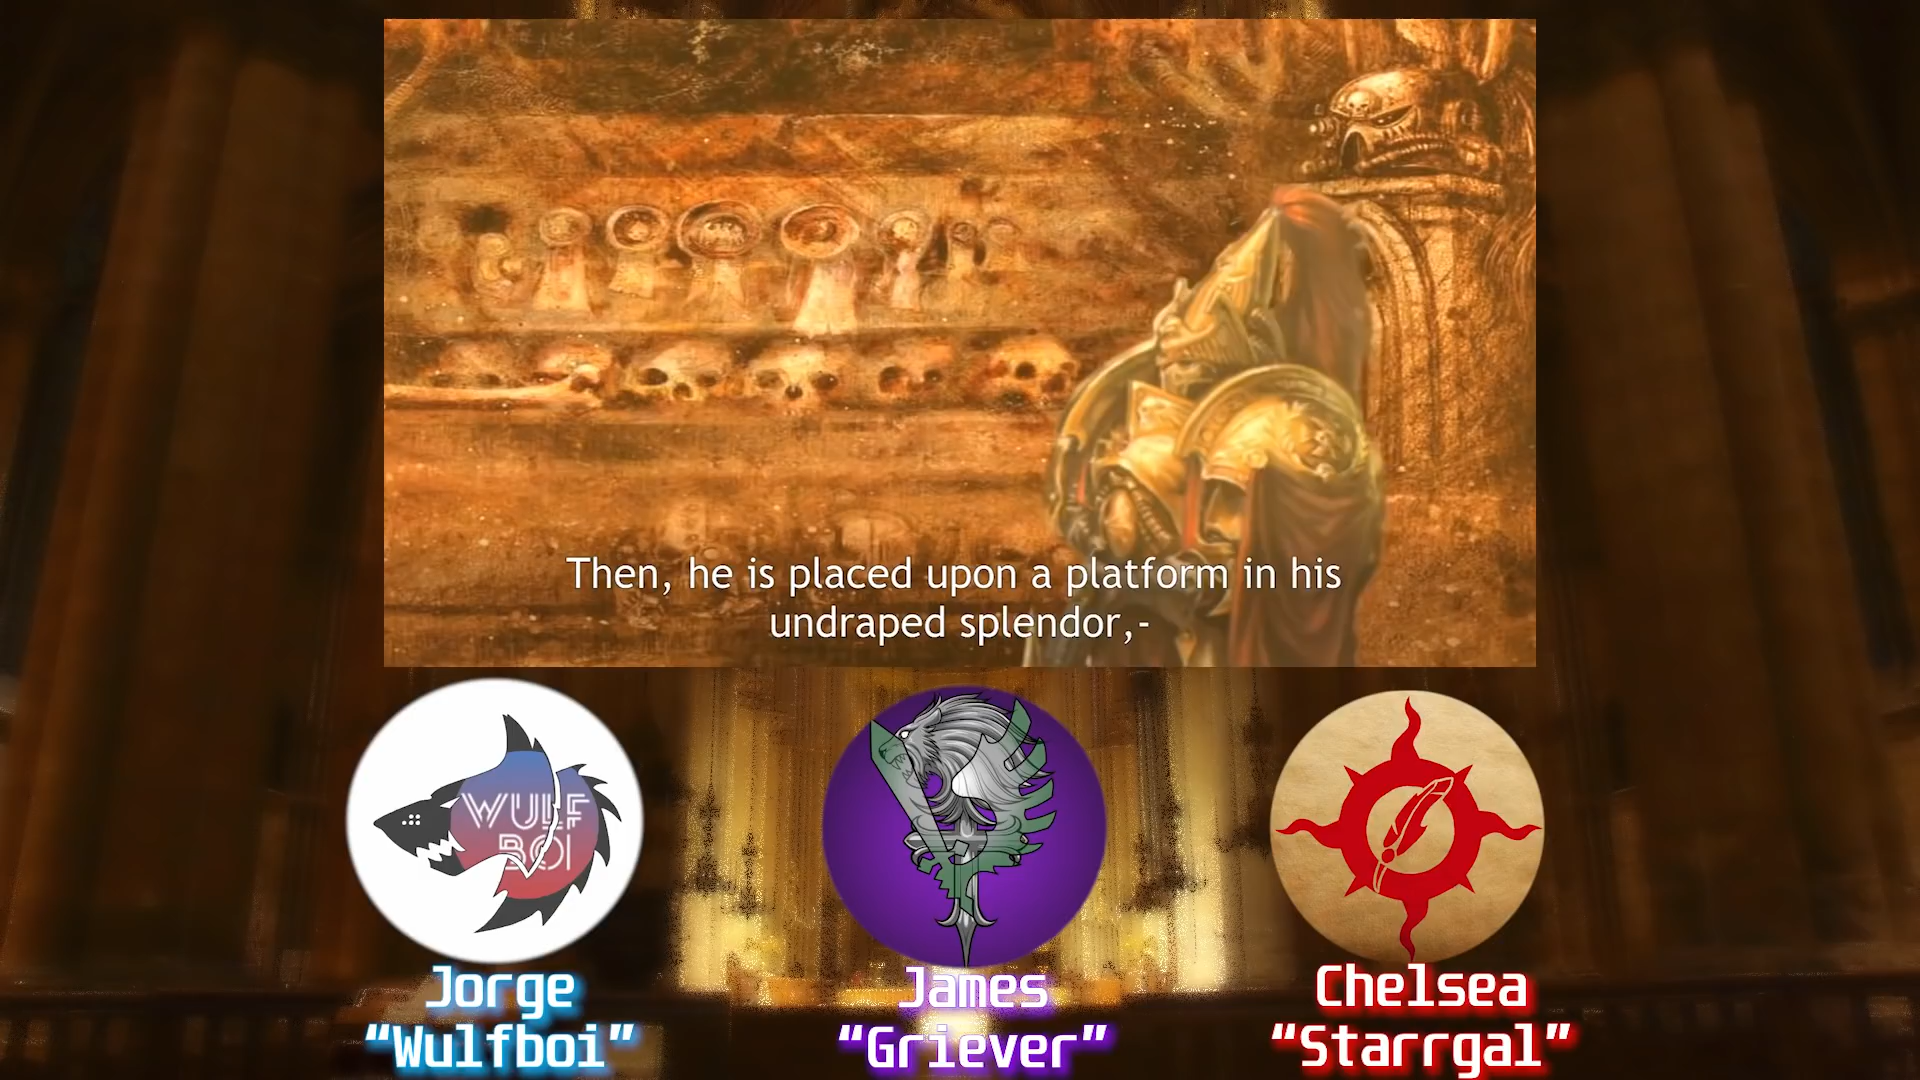 Then, he is placed upon a platform in his
undraped splendor,-
WULF
BOI
Jorge
“Wulfboi”
James
“Griever”
Chelsea
“Starrgal”